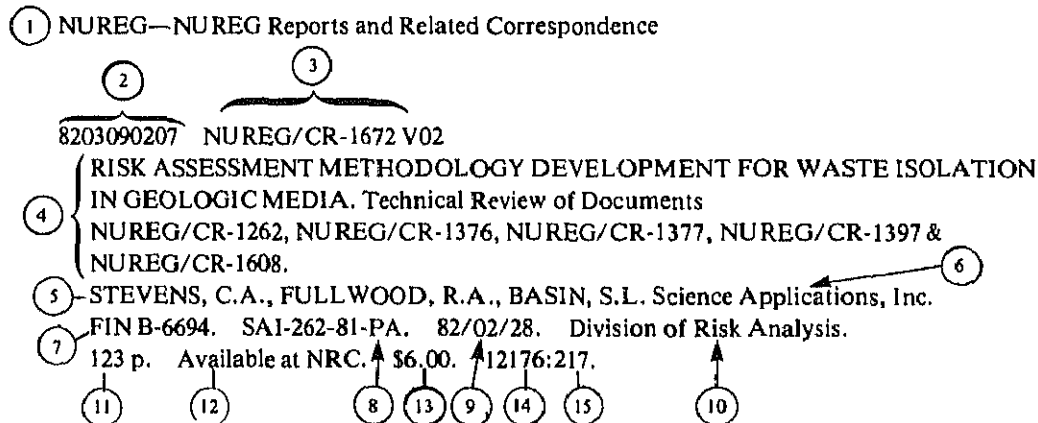 1 NUREG—NUREG Reports and Related Correspondence
2 3
8203090207 NUREG/CR-1672 V02
RISK ASSESSMENT METHODOLOGY DEVELOPMENT FOR WASTE ISOLATION
4 IN GEOLOGIC MEDIA. Technical Review of Documents
NUREG/CR-1262, NUREG/CR-1376, NUREG/CR-1377, NUREG/CR-1397 &
NUREG/CR-1608. 6
5 STEVENS, C.A., FULLWOOD, R.A., BASIN, S.L. Science Applications, Inc.
7 FIN B-6694. SAI-262-81-PA. 82/02/28. Division of Risk Analysis.
123 p. Available at NRC. $6.00. 12176:217.
11 12 8 13 9 14 15 10